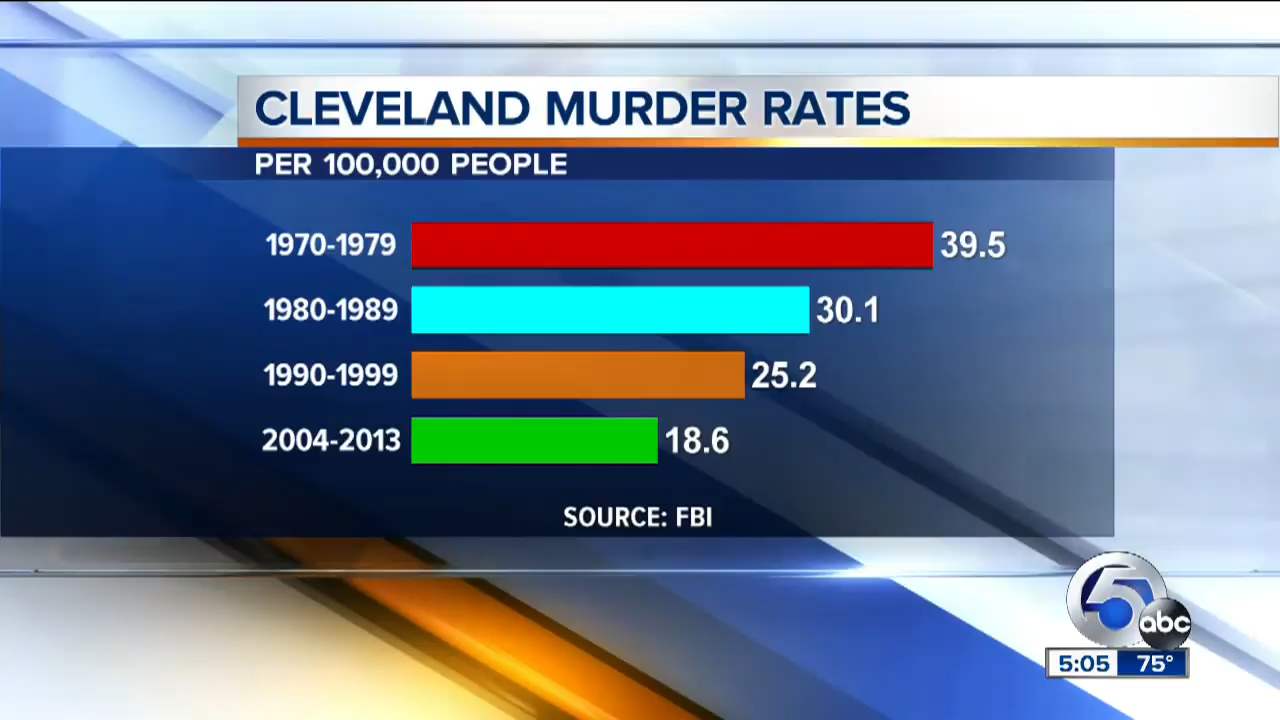 CLEVELAND MURDER RATES
PER 100,000 PEOPLE
1970-1979 39.5
1980-1989 30.1
1990-1999 25.2
2004-2013 18.6
SOURCE: FBI
5 abc
5:05 75°